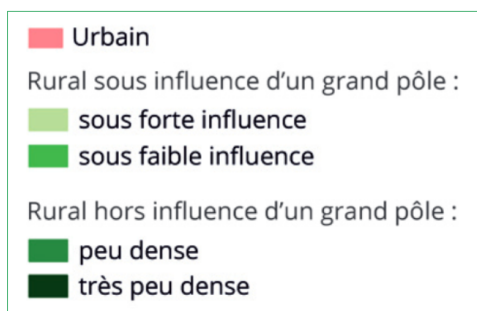 Urbain
Rural sous influence d’un grand pôle :
sous forte influence
sous faible influence
Rural hors influence d’un grand pôle :
peu dense
très peu dense